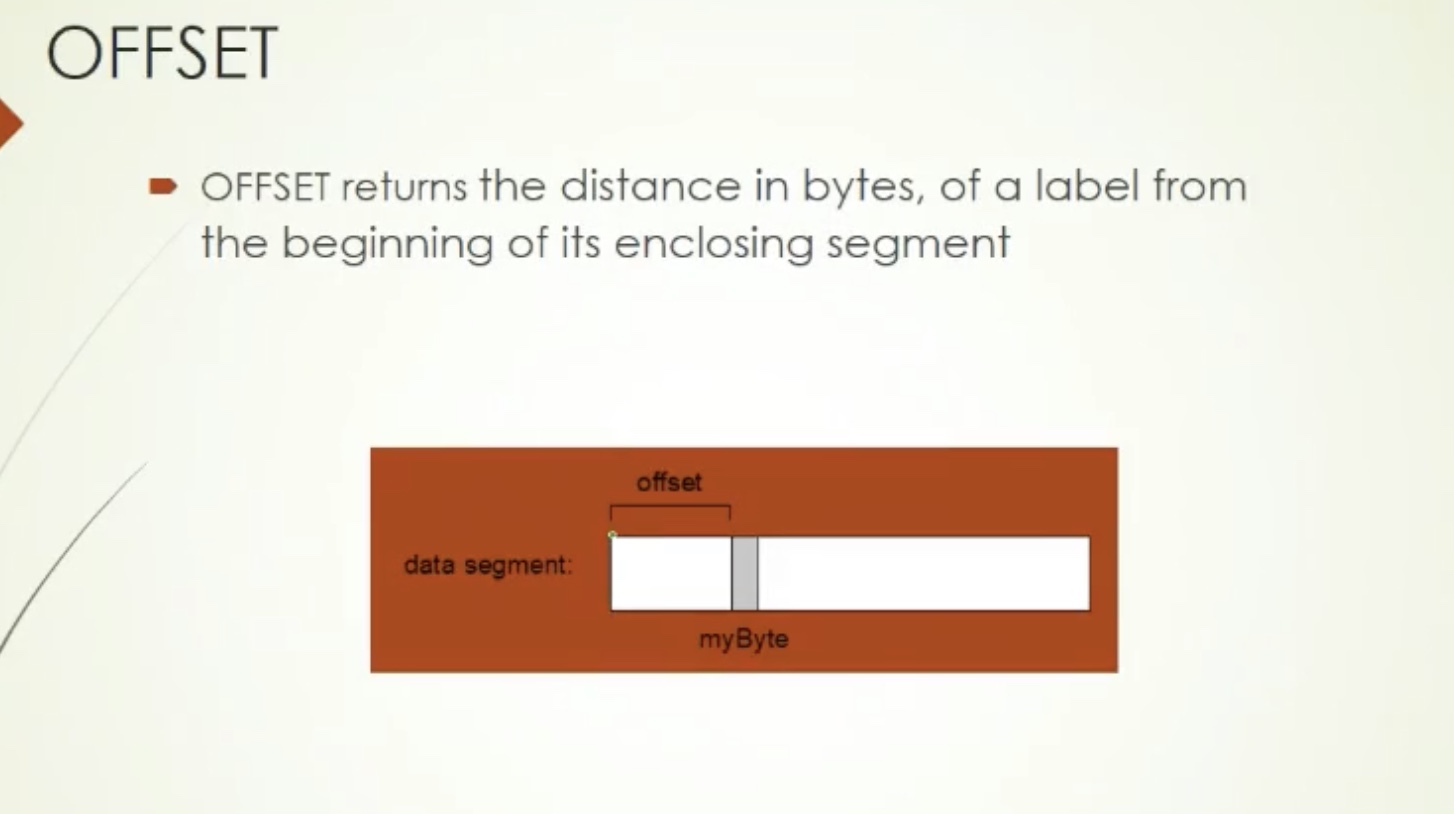 OFFSET
OFFSET returns the distance in bytes, of a label from
the beginning of its enclosing segment
offset
data segment:
myByte